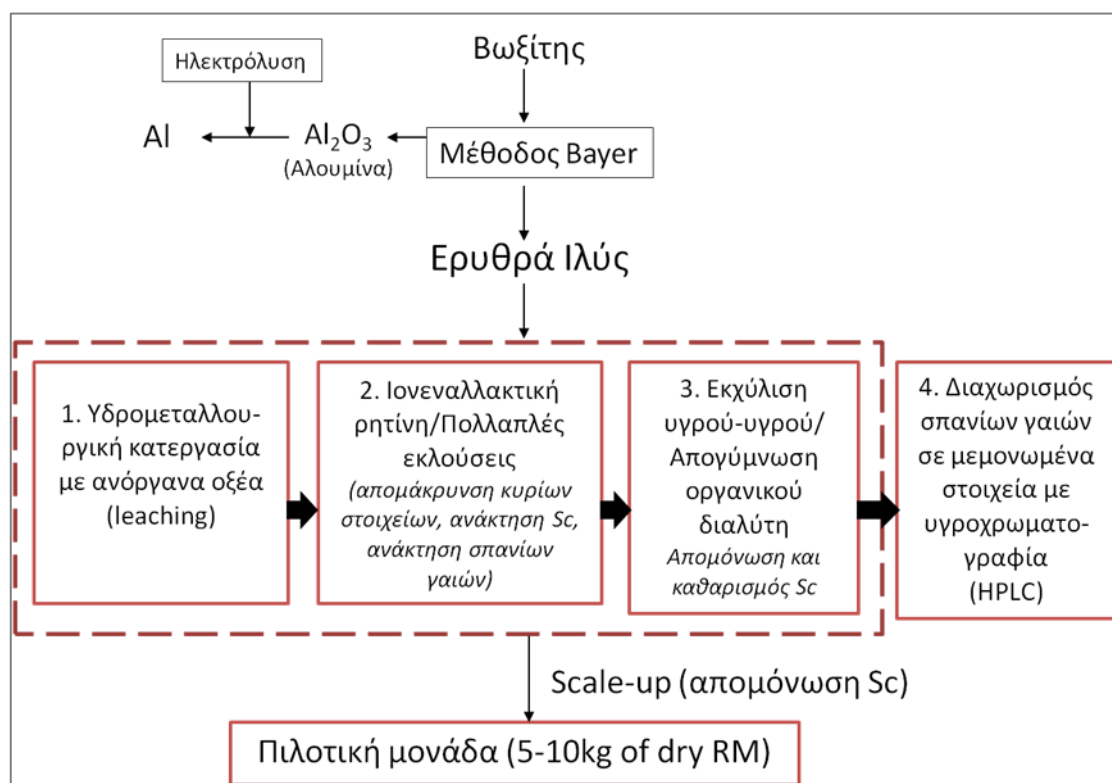 Βωξίτης
Ηλεκτρόλυση
Al
Al₂O₃
(Αλουμίνα)
Μέθοδος Bayer
Ερυθρά Ιλύς
1. Υδρομεταλλου-
ργική κατεργασία
με ανόργανα οξέα
(leaching)
2. Ιονεναλλακτική
ρητίνη/Πολλαπλές
εκλούσεις
(απομάκρυνση κυρίων
στοιχείων, ανάκτηση Sc,
ανάκτηση σπανίων
γαιών)
3. Εκχύλιση
υγρού-υγρού/
Απογύμνωση
οργανικού
διαλύτη
Απομόνωση και
καθαρισμός Sc
4. Διαχωρισμός
σπανίων γαιών
σε μεμονωμένα
στοιχεία με
υγροχρωματο-
γραφία
(HPLC)
Scale-up (απομόνωση Sc)
Πιλοτική μονάδα (5-10kg of dry RM)